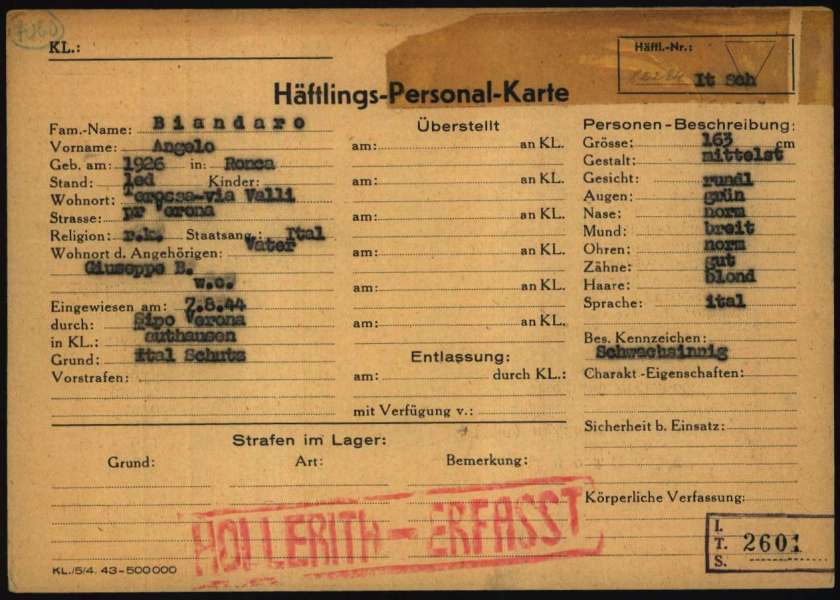 KL.:
Häftl.-Nr.:
It Sch
Häftlings-Personal-Karte
Fam.-Name: Biandaro
Vorname: Angelo
Geb. am: 1926 in: Ronca
Stand: led Kinder:
Wohnort: Terossa-via Valli
Strasse: pr Verona
Religion: r.k. Staatsang.: Ital
Wohnort d. Angehörigen: Vater
Giuseppe B.
w.o.
Eingewiesen am: 7.8.44
durch: Sipo Verona
in KL.: authausen
Grund: ital Schutz
Vorstrafen:
Überstellt
am: an KL.
am: an KL.
am: an KL.
am: an KL.
am: an KL.
am: an KL.
Entlassung:
am: durch KL.:
mit Verfügung v.:
Personen-Beschreibung:
Grösse: 163 cm
Gestalt: mittelst
Gesicht: rundl
Augen: grün
Nase: norm
Mund: breit
Ohren: norm
Zähne: gut
Haare: blond
Sprache: ital
Bes. Kennzeichen:
Schwachsinnig
Charakt-Eigenschaften:
Sicherheit b. Einsatz:
Körperliche Verfassung:
Strafen im Lager:
Grund: Art: Bemerkung:
HOLLERITH - ERFASST
I.T.S. 2601
KL./5/4. 43-500000